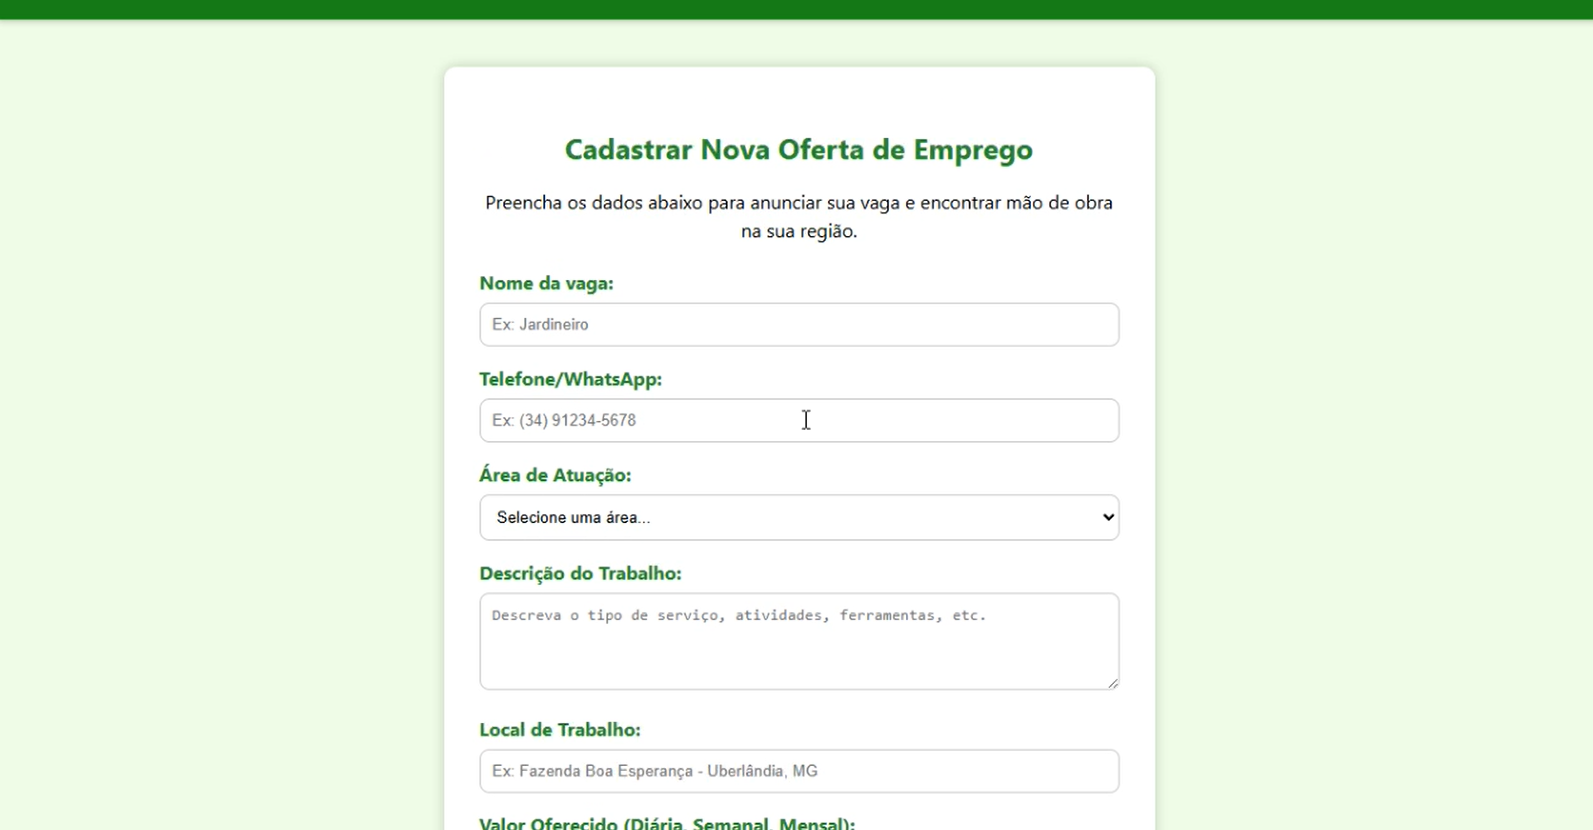 Cadastrar Nova Oferta de Emprego
Preencha os dados abaixo para anunciar sua vaga e encontrar mão de obra
na sua região.
Nome da vaga:
Ex: Jardineiro
Telefone/WhatsApp:
Ex: (34) 91234-5678
Área de Atuação:
Selecione uma área...
Descrição do Trabalho:
Descreva o tipo de serviço, atividades, ferramentas, etc.
Local de Trabalho:
Ex: Fazenda Boa Esperança - Uberlândia, MG
Valor Oferecido (Diária, Semanal, Mensal):